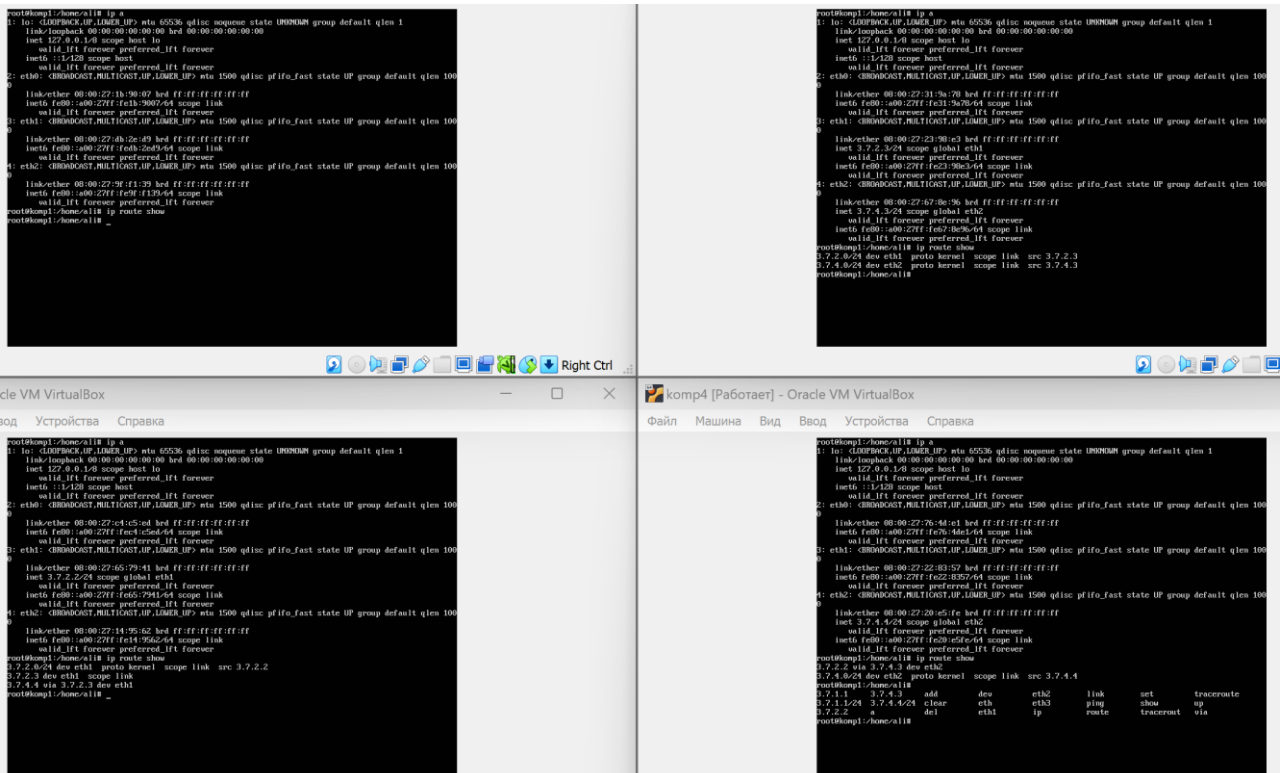 root@komp1:/home/ali# ip a
1: lo: <LOOPBACK,UP,LOWER_UP> mtu 65536 qdisc noqueue state UNKNOWN group default qlen 1
link/loopback 00:00:00:00:00:00 brd 00:00:00:00:00:00
inet 127.0.0.1/8 scope host lo
valid_lft forever preferred_lft forever
inet6 ::1/128 scope host
valid_lft forever preferred_lft forever
2: eth0: <BROADCAST,MULTICAST,UP,LOWER_UP> mtu 1500 qdisc pfifo_fast state UP group default qlen 100
0
link/ether 08:00:27:1b:90:07 brd ff:ff:ff:ff:ff:ff
inet6 fe80::a00:27ff:fe1b:9007/64 scope link
valid_lft forever preferred_lft forever
3: eth1: <BROADCAST,MULTICAST,UP,LOWER_UP> mtu 1500 qdisc pfifo_fast state UP group default qlen 100
0
link/ether 08:00:27:db:2e:d9 brd ff:ff:ff:ff:ff:ff
inet6 fe80::a00:27ff:fedb:2ed9/64 scope link
valid_lft forever preferred_lft forever
4: eth2: <BROADCAST,MULTICAST,UP,LOWER_UP> mtu 1500 qdisc pfifo_fast state UP group default qlen 100
0
link/ether 08:00:27:9f:f1:39 brd ff:ff:ff:ff:ff:ff
inet6 fe80::a00:27ff:fe9f:f139/64 scope link
valid_lft forever preferred_lft forever
root@komp1:/home/ali# ip route show
root@komp1:/home/ali# _
Right Ctrl
root@komp1:/home/ali# ip a
1: lo: <LOOPBACK,UP,LOWER_UP> mtu 65536 qdisc noqueue state UNKNOWN group default qlen 1
link/loopback 00:00:00:00:00:00 brd 00:00:00:00:00:00
inet 127.0.0.1/8 scope host lo
valid_lft forever preferred_lft forever
inet6 ::1/128 scope host
valid_lft forever preferred_lft forever
2: eth0: <BROADCAST,MULTICAST,UP,LOWER_UP> mtu 1500 qdisc pfifo_fast state UP group default qlen 100
0
link/ether 08:00:27:31:9a:78 brd ff:ff:ff:ff:ff:ff
inet6 fe80::a00:27ff:fe31:9a78/64 scope link
valid_lft forever preferred_lft forever
3: eth1: <BROADCAST,MULTICAST,UP,LOWER_UP> mtu 1500 qdisc pfifo_fast state UP group default qlen 100
0
link/ether 08:00:27:23:98:e3 brd ff:ff:ff:ff:ff:ff
inet 3.7.2.3/24 scope global eth1
valid_lft forever preferred_lft forever
inet6 fe80::a00:27ff:fe23:98e3/64 scope link
valid_lft forever preferred_lft forever
4: eth2: <BROADCAST,MULTICAST,UP,LOWER_UP> mtu 1500 qdisc pfifo_fast state UP group default qlen 100
0
link/ether 08:00:27:67:8e:96 brd ff:ff:ff:ff:ff:ff
inet 3.7.4.3/24 scope global eth2
valid_lft forever preferred_lft forever
inet6 fe80::a00:27ff:fe67:8e96/64 scope link
valid_lft forever preferred_lft forever
root@komp1:/home/ali# ip route show
3.7.2.0/24 dev eth1 proto kernel scope link src 3.7.2.3
3.7.4.0/24 dev eth2 proto kernel scope link src 3.7.4.3
root@komp1:/home/ali#
cle VM VirtualBox
вод Устройства Справка
root@komp1:/home/ali# ip a
1: lo: <LOOPBACK,UP,LOWER_UP> mtu 65536 qdisc noqueue state UNKNOWN group default qlen 1
link/loopback 00:00:00:00:00:00 brd 00:00:00:00:00:00
inet 127.0.0.1/8 scope host lo
valid_lft forever preferred_lft forever
inet6 ::1/128 scope host
valid_lft forever preferred_lft forever
2: eth0: <BROADCAST,MULTICAST,UP,LOWER_UP> mtu 1500 qdisc pfifo_fast state UP group default qlen 100
0
link/ether 08:00:27:c4:c5:ed brd ff:ff:ff:ff:ff:ff
inet6 fe80::a00:27ff:fec4:c5ed/64 scope link
valid_lft forever preferred_lft forever
3: eth1: <BROADCAST,MULTICAST,UP,LOWER_UP> mtu 1500 qdisc pfifo_fast state UP group default qlen 100
0
link/ether 08:00:27:65:79:41 brd ff:ff:ff:ff:ff:ff
inet 3.7.2.2/24 scope global eth1
valid_lft forever preferred_lft forever
inet6 fe80::a00:27ff:fe65:7941/64 scope link
valid_lft forever preferred_lft forever
4: eth2: <BROADCAST,MULTICAST,UP,LOWER_UP> mtu 1500 qdisc pfifo_fast state UP group default qlen 100
0
link/ether 08:00:27:14:95:62 brd ff:ff:ff:ff:ff:ff
inet6 fe80::a00:27ff:fe14:9562/64 scope link
valid_lft forever preferred_lft forever
root@komp1:/home/ali# ip route show
3.7.2.0/24 dev eth1 proto kernel scope link src 3.7.2.2
3.7.2.3 dev eth1 scope link
3.7.4.4 via 3.7.2.3 dev eth1
root@komp1:/home/ali# _
komp4 [Работает] - Oracle VM VirtualBox
Файл Машина Вид Ввод Устройства Справка
root@komp1:/home/ali# ip a
1: lo: <LOOPBACK,UP,LOWER_UP> mtu 65536 qdisc noqueue state UNKNOWN group default qlen 1
link/loopback 00:00:00:00:00:00 brd 00:00:00:00:00:00
inet 127.0.0.1/8 scope host lo
valid_lft forever preferred_lft forever
inet6 ::1/128 scope host
valid_lft forever preferred_lft forever
2: eth0: <BROADCAST,MULTICAST,UP,LOWER_UP> mtu 1500 qdisc pfifo_fast state UP group default qlen 100
0
link/ether 08:00:27:76:4d:e1 brd ff:ff:ff:ff:ff:ff
inet6 fe80::a00:27ff:fe76:4de1/64 scope link
valid_lft forever preferred_lft forever
3: eth1: <BROADCAST,MULTICAST,UP,LOWER_UP> mtu 1500 qdisc pfifo_fast state UP group default qlen 100
0
link/ether 08:00:27:22:83:57 brd ff:ff:ff:ff:ff:ff
inet6 fe80::a00:27ff:fe22:8357/64 scope link
valid_lft forever preferred_lft forever
4: eth2: <BROADCAST,MULTICAST,UP,LOWER_UP> mtu 1500 qdisc pfifo_fast state UP group default qlen 100
0
link/ether 08:00:27:20:e5:fe brd ff:ff:ff:ff:ff:ff
inet 3.7.4.4/24 scope global eth2
valid_lft forever preferred_lft forever
inet6 fe80::a00:27ff:fe20:e5fe/64 scope link
valid_lft forever preferred_lft forever
root@komp1:/home/ali# ip route show
3.7.2.2 via 3.7.4.3 dev eth2
3.7.4.0/24 dev eth2 proto kernel scope link src 3.7.4.4
root@komp1:/home/ali#
3.7.1.1 3.7.4.3 add dev eth2 link set traceroute
3.7.1.1/24 3.7.4.4/24 clear eth eth3 ping show up
3.7.2.2 a del eth1 ip route tracerout via
root@komp1:/home/ali#